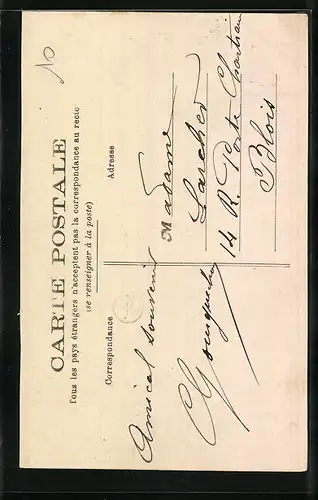 CARTE POSTALE
Tous les pays étrangers n'acceptent pas la correspondance au recto
(se renseigner à la poste)
Correspondance
Adresse
Amical souvenir
Madame
Larcher
14 R. Porte Chartraine
Blois